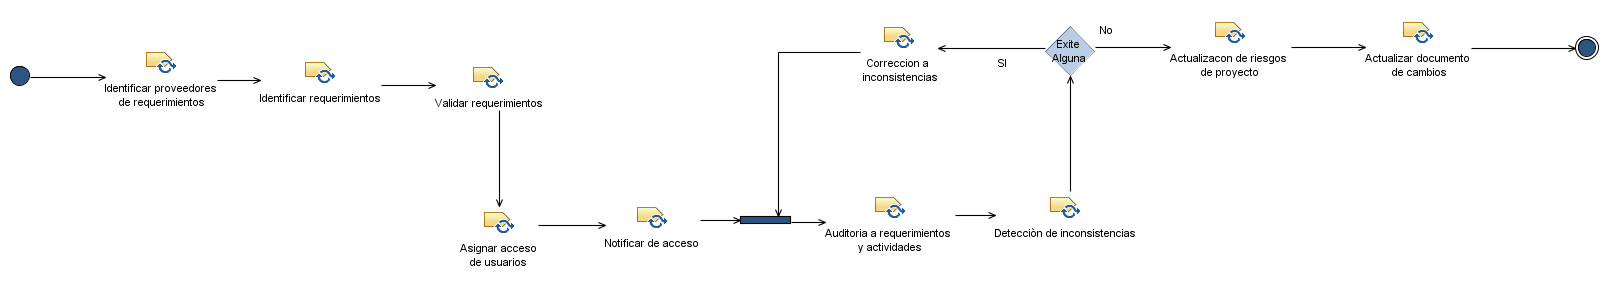 Identificar proveedores
de requerimientos
Identificar requerimientos
Validar requerimientos
Asignar acceso
de usuarios
Notificar de acceso
Auditoria a requerimientos
y actividades
Detecciòn de inconsistencias
Exite
Alguna
SI
Correccion a
inconsistencias
No
Actualizacon de riesgos
de proyecto
Actualizar documento
de cambios